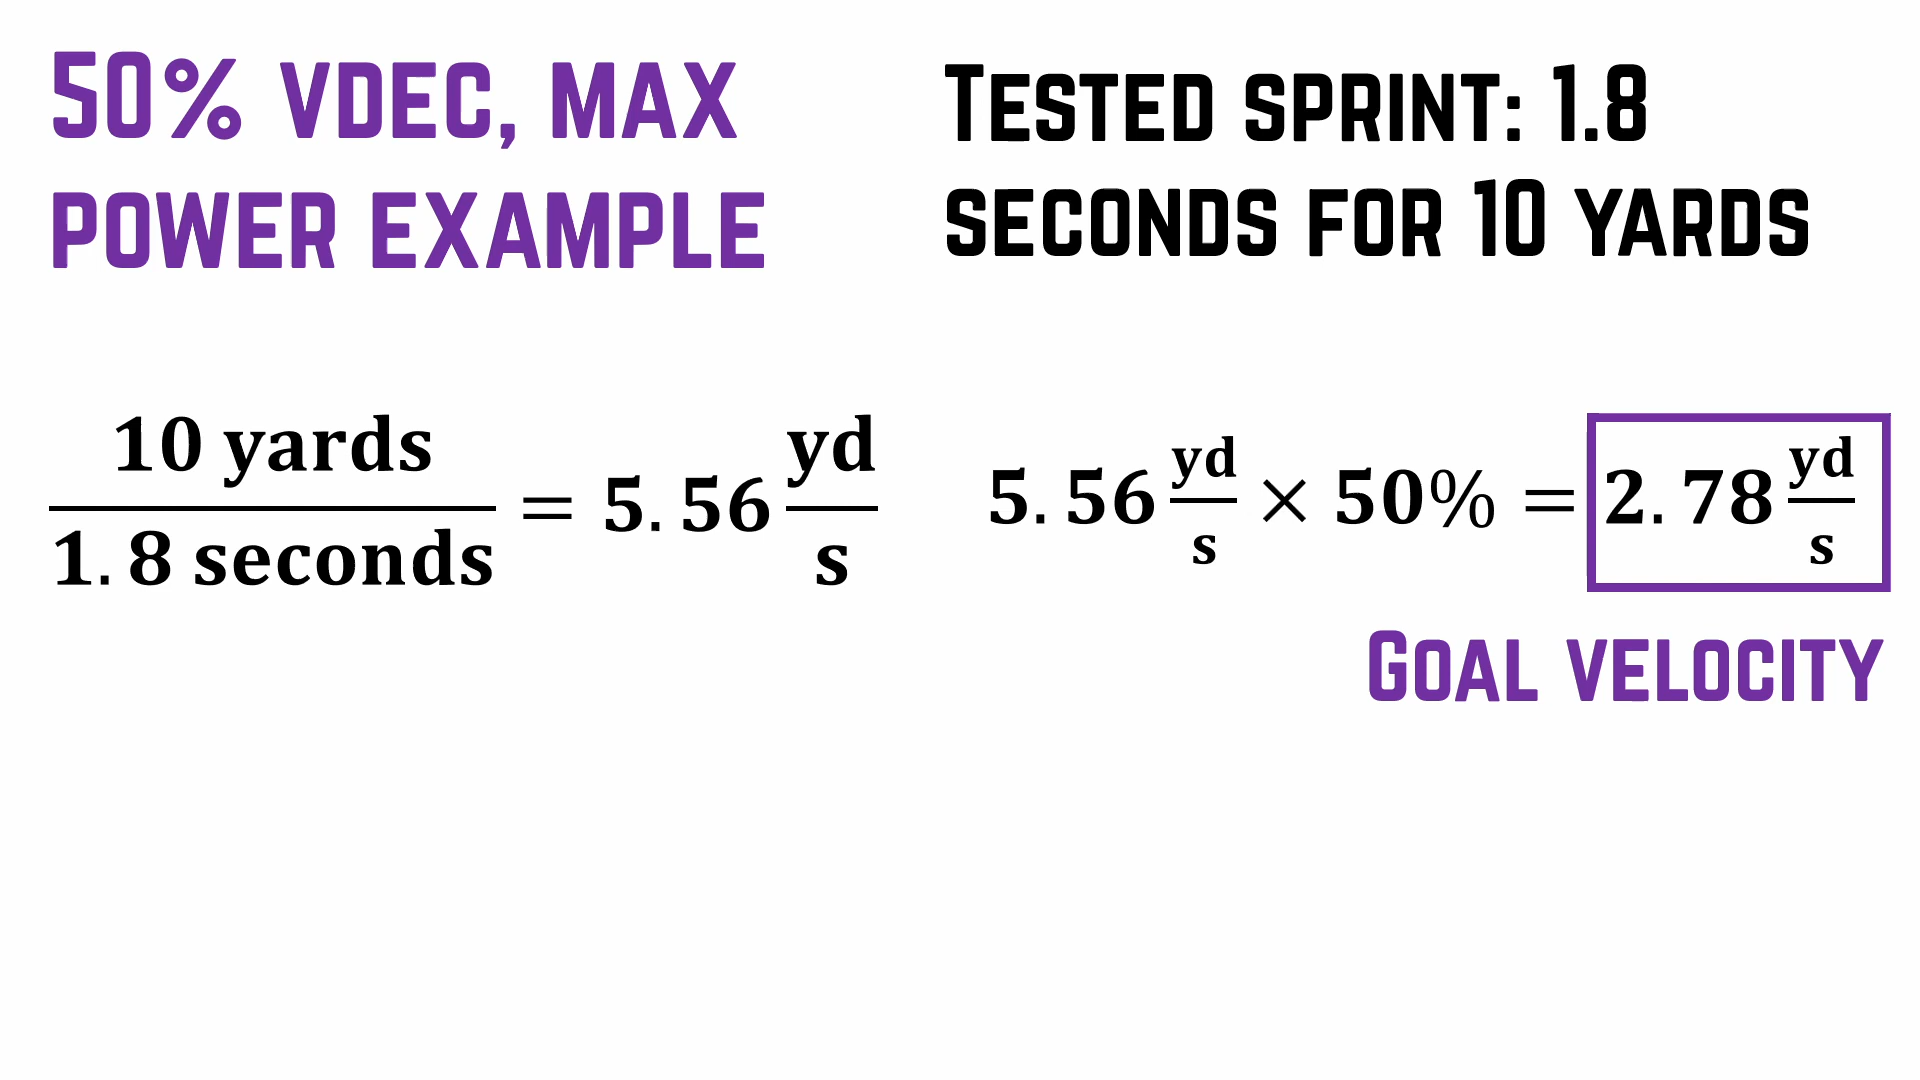 50% VDEC, MAX
POWER EXAMPLE
TESTED SPRINT: 1.8
SECONDS FOR 10 YARDS
10 yards / 1.8 seconds = 5.56 yd/s
5.56 yd/s × 50% = 2.78 yd/s
GOAL VELOCITY